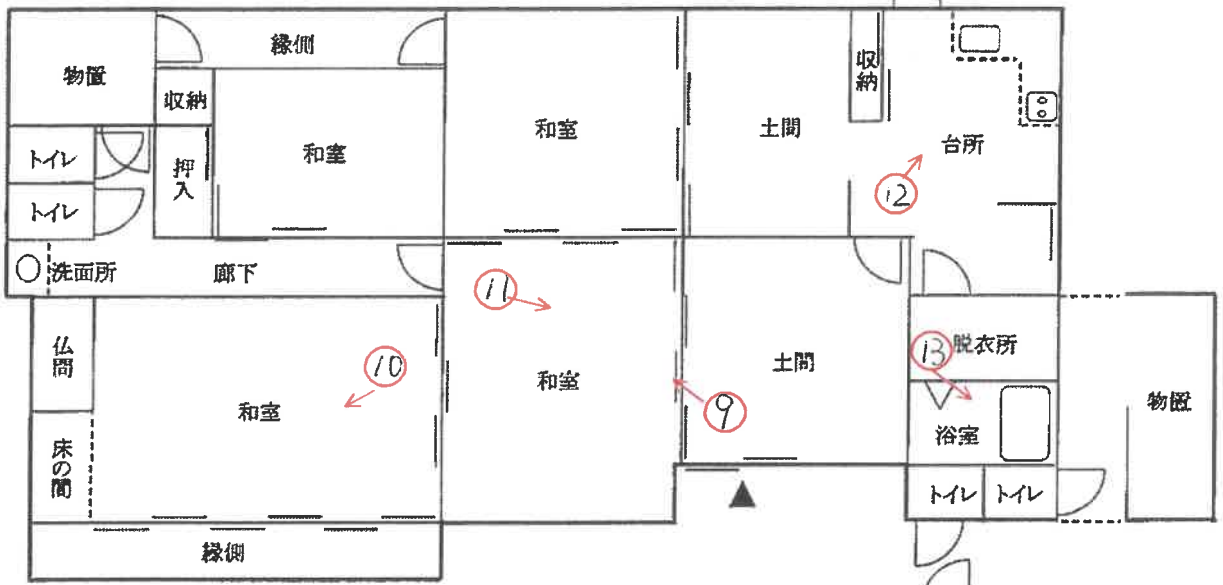 縁側
物置
収納
和室
和室
土間
収納
台所
トイレ
押入
トイレ
12
洗面所
廊下
11
仏間
10
和室
和室
9
土間
13
脱衣所
物置
床の間
浴室
トイレ
トイレ
縁側